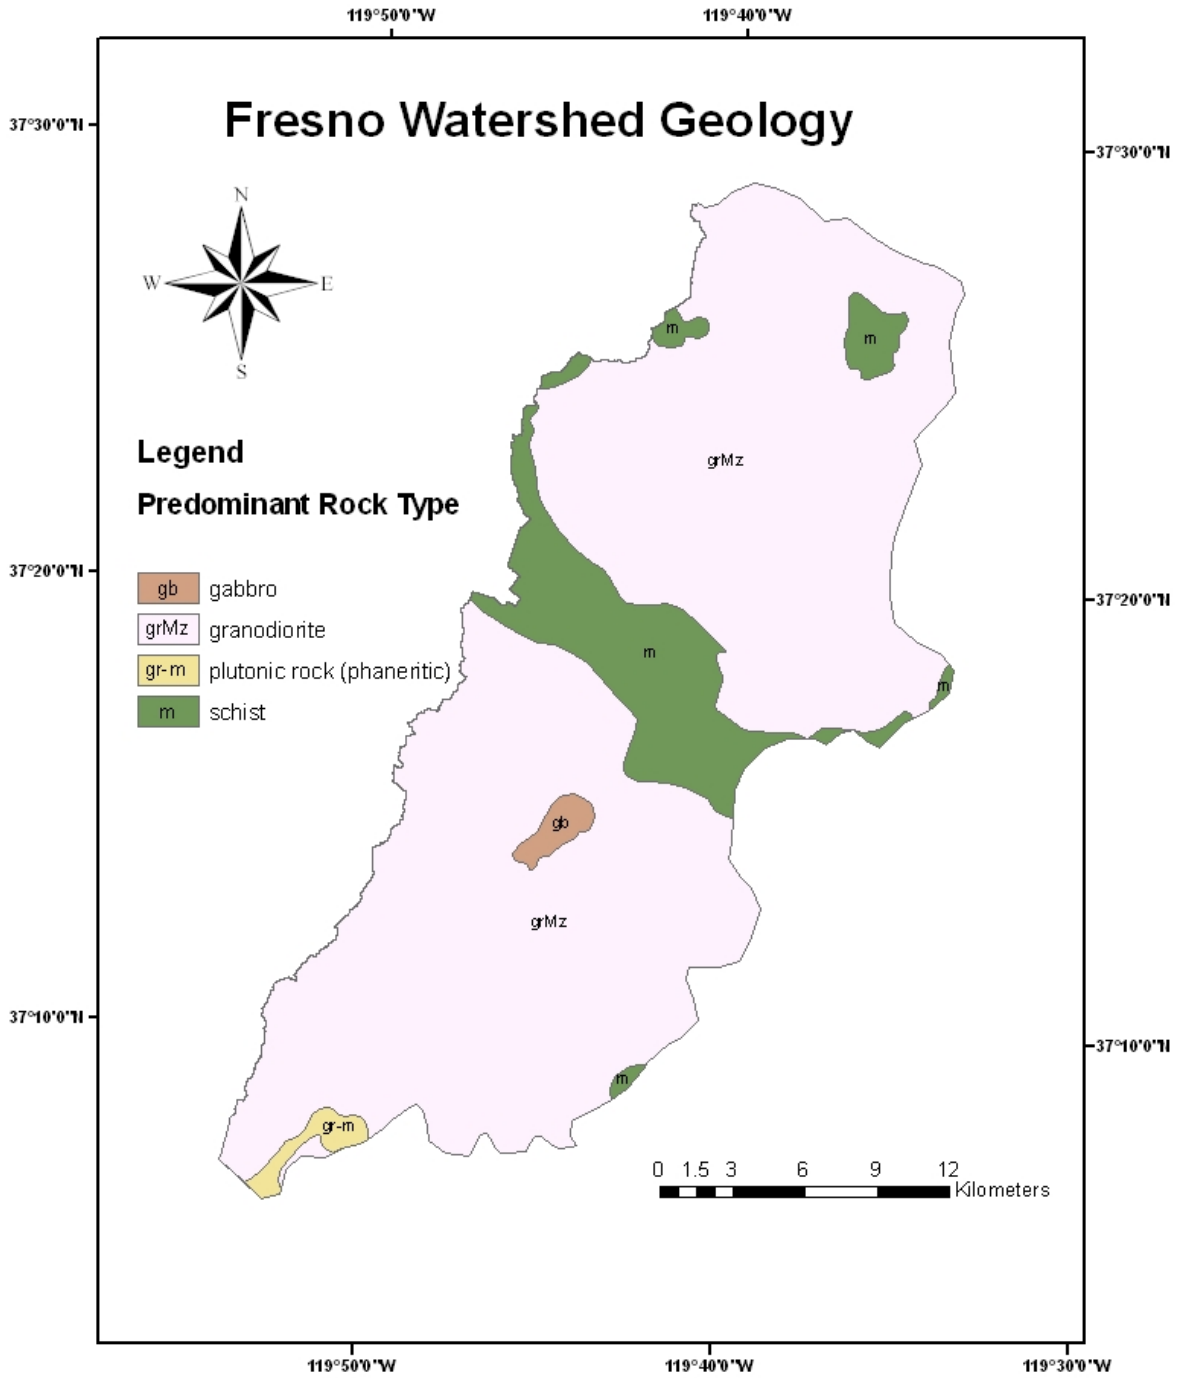 119°50'0"W 119°40'0"W
37°30'0"N
Fresno Watershed Geology
37°30'0"N
N
W E
S
m
m
Legend
grMz
Predominant Rock Type
37°20'0"N
gb gabbro
37°20'0"N
grMz granodiorite
m
gr-m plutonic rock (phaneritic)
m
m schist
gb
grMz
37°10'0"N
37°10'0"N
m
gr-m
0 1.5 3 6 9 12
Kilometers
119°50'0"W 119°40'0"W 119°30'0"W